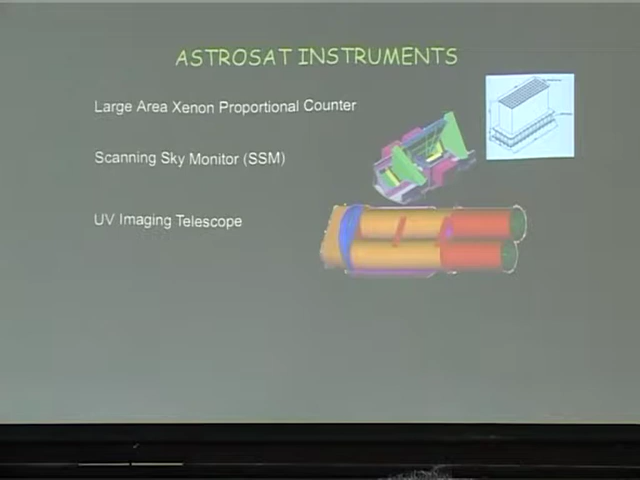 ASTROSAT INSTRUMENTS
Large Area Xenon Proportional Counter
Scanning Sky Monitor (SSM)
UV Imaging Telescope